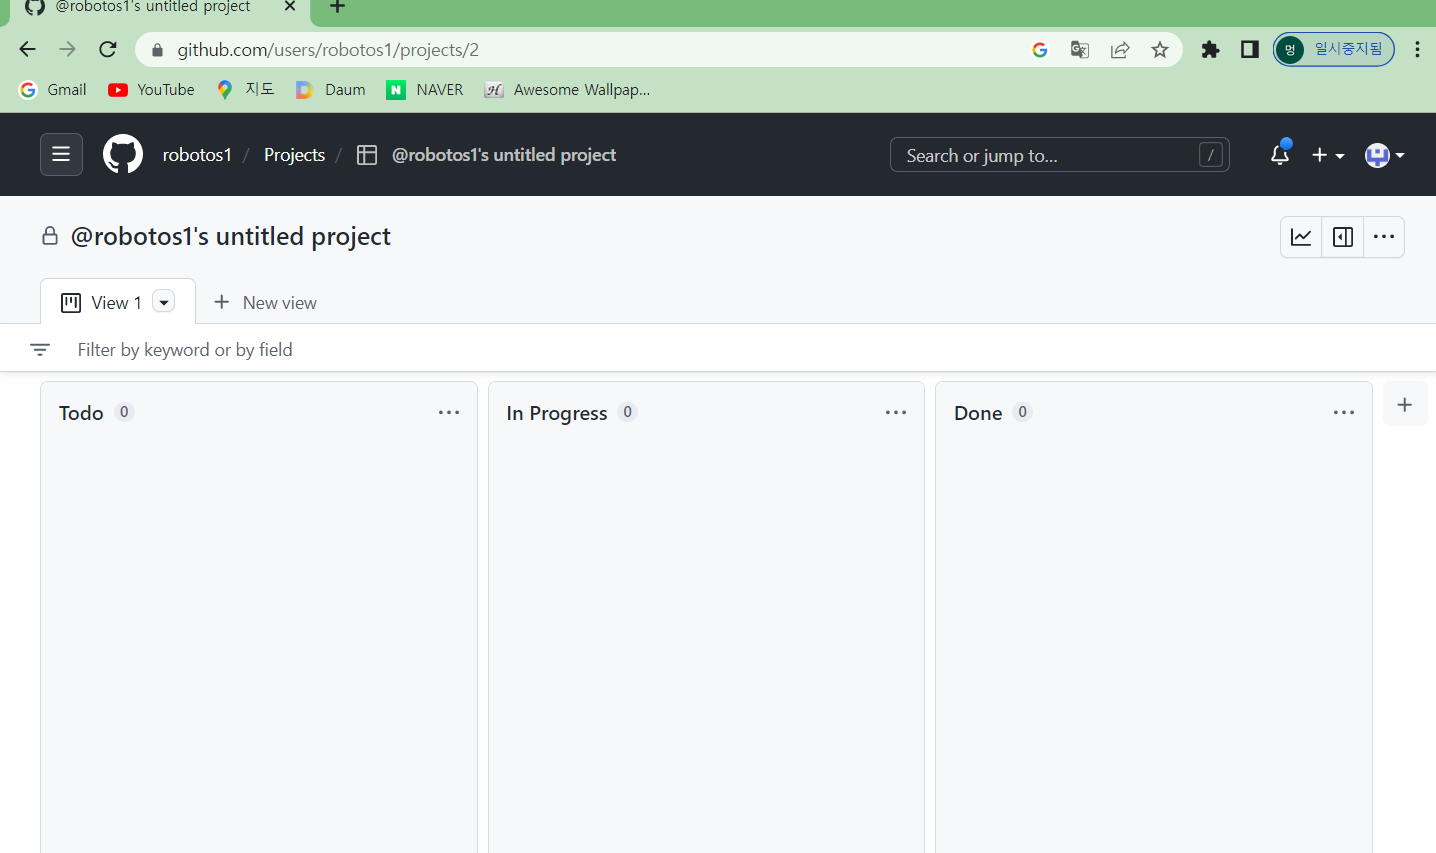 @robotos1's untitled project
github.com/users/robotos1/projects/2
멍 일시중지됨
Gmail YouTube 지도 Daum NAVER Awesome Wallpap...
robotos1 / Projects / @robotos1's untitled project Search or jump to... /
@robotos1's untitled project
View 1 New view
Filter by keyword or by field
Todo 0 In Progress 0 Done 0